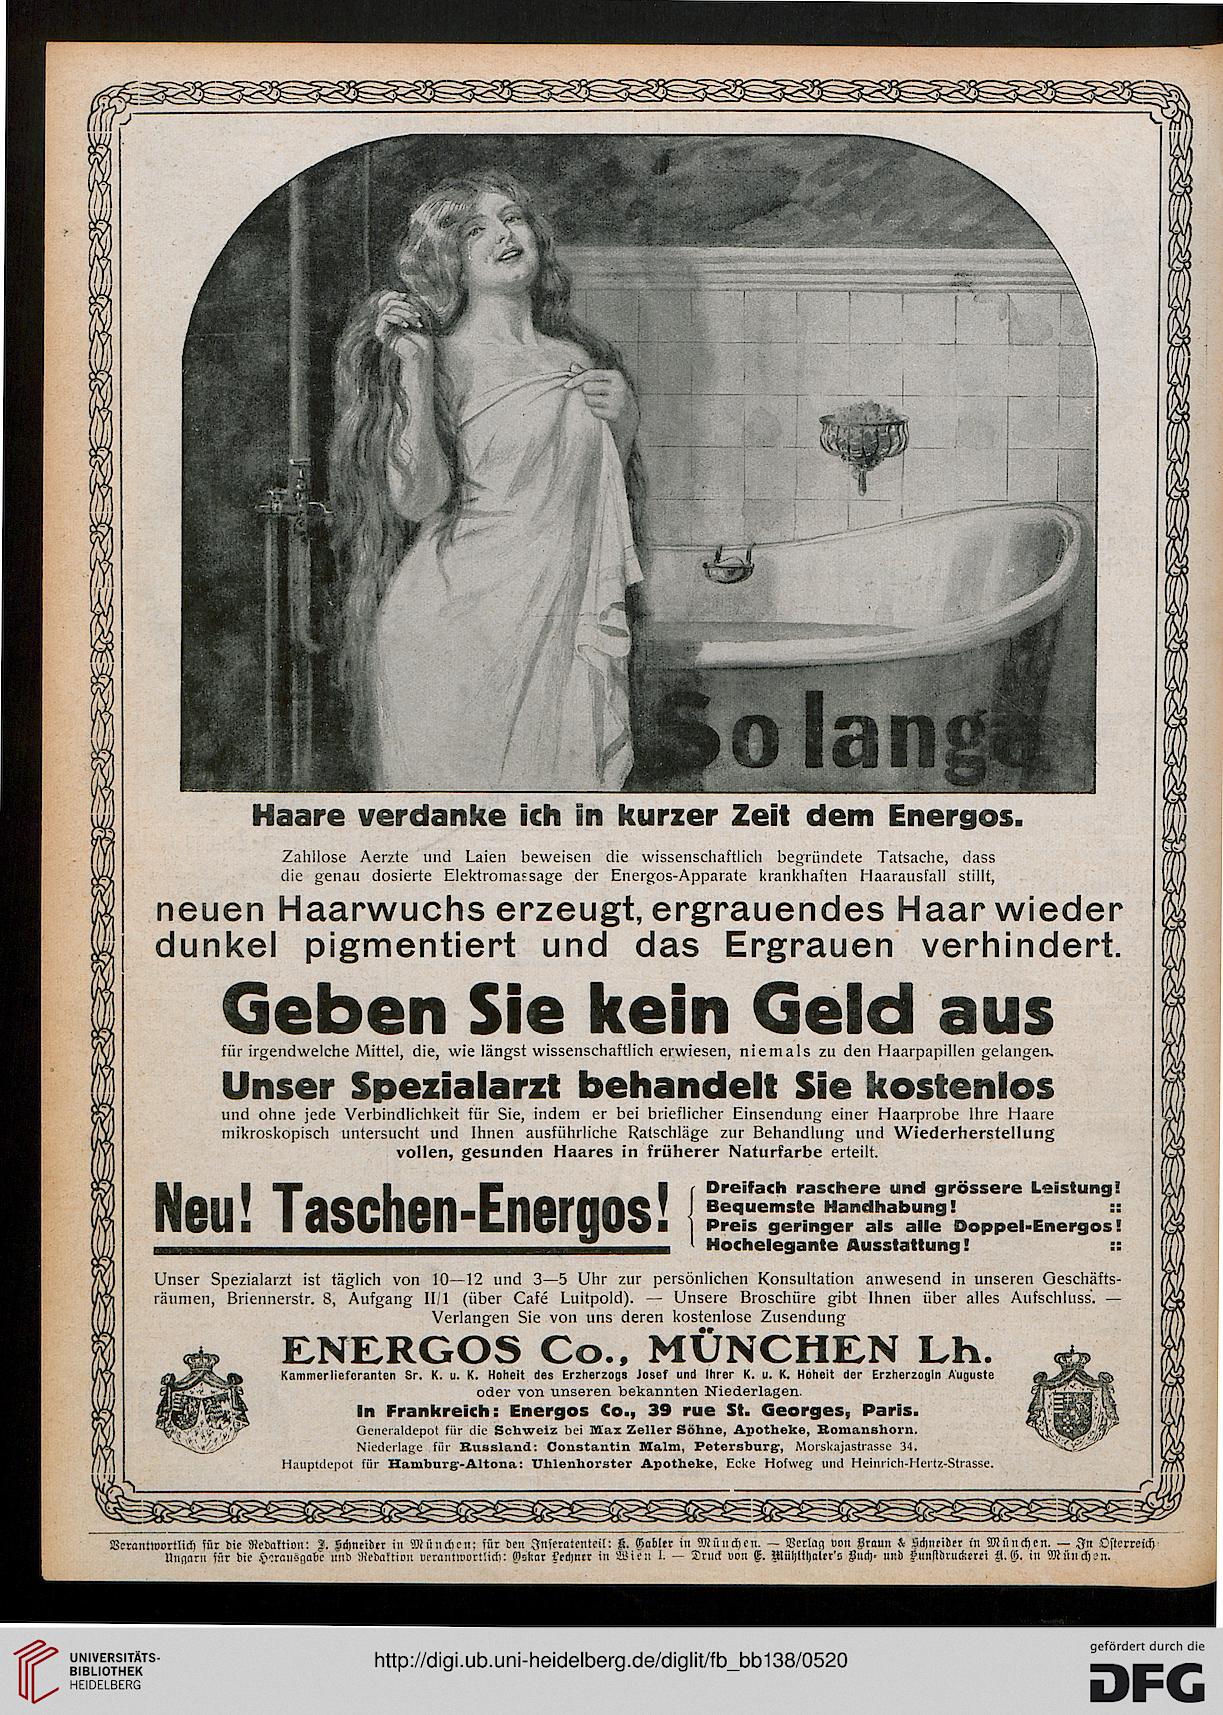 So lange
Haare verdanke ich in kurzer Zeit dem Energos.
Zahllose Aerzte und Laien beweisen die wissenschaftlich begründete Tatsache, dass
die genau dosierte Elektromassage der Energos-Apparate krankhaften Haarausfall stillt,
neuen Haarwuchs erzeugt, ergrauendes Haar wieder
dunkel pigmentiert und das Ergrauen verhindert.
Geben Sie kein Geld aus
für irgendwelche Mittel, die, wie längst wissenschaftlich erwiesen, niemals zu den Haarpapillen gelangen.
Unser Spezialarzt behandelt Sie kostenlos
und ohne jede Verbindlichkeit für Sie, indem er bei brieflicher Einsendung einer Haarprobe Ihre Haare
mikroskopisch untersucht und Ihnen ausführliche Ratschläge zur Behandlung und Wiederherstellung
vollen, gesunden Haares in früherer Naturfarbe erteilt.
Neu! Taschen-Energos!
Dreifach raschere und grössere Leistung!
Bequemste Handhabung! ::
Preis geringer als alle Doppel-Energos!
Hochelegante Ausstattung! ::
Unser Spezialarzt ist täglich von 10—12 und 3—5 Uhr zur persönlichen Konsultation anwesend in unseren Geschäfts-
räumen, Briennerstr. 8, Aufgang II/1 (über Café Luitpold). — Unsere Broschüre gibt Ihnen über alles Aufschluss. —
Verlangen Sie von uns deren kostenlose Zusendung
ENERGOS Co., MÜNCHEN Lh.
Kammerlieferanten Sr. K. u. K. Hoheit des Erzherzogs Josef und Ihrer K. u. K. Hoheit der Erzherzogin Auguste
oder von unseren bekannten Niederlagen.
In Frankreich: Energos Co., 39 rue St. Georges, Paris.
Generaldepot für die Schweiz bei Max Zeller Söhne, Apotheke, Romanshorn.
Niederlage für Russland: Constantin Malm, Petersburg, Morskajastrasse 34.
Hauptdepot für Hamburg-Altona: Uhlenhorster Apotheke, Ecke Hofweg und Heinrich-Hertz-Strasse.
Verantwortlich für die Redaktion: J. Schneider in München; für den Inseratenteil: K. Gabler in München. — Verlag von Braun & Schneider in München. — In Österreich-
Ungarn für die Herausgabe und Redaktion verantwortlich: Oskar Lechner in Wien I. — Druck von E. Mühlthaler's Buch- und Kunstdruckerei A.G. in München.
UNIVERSITÄTS-
BIBLIOTHEK
HEIDELBERG
http://digi.ub.uni-heidelberg.de/diglit/fb_bb138/0520
gefördert durch die
DFG